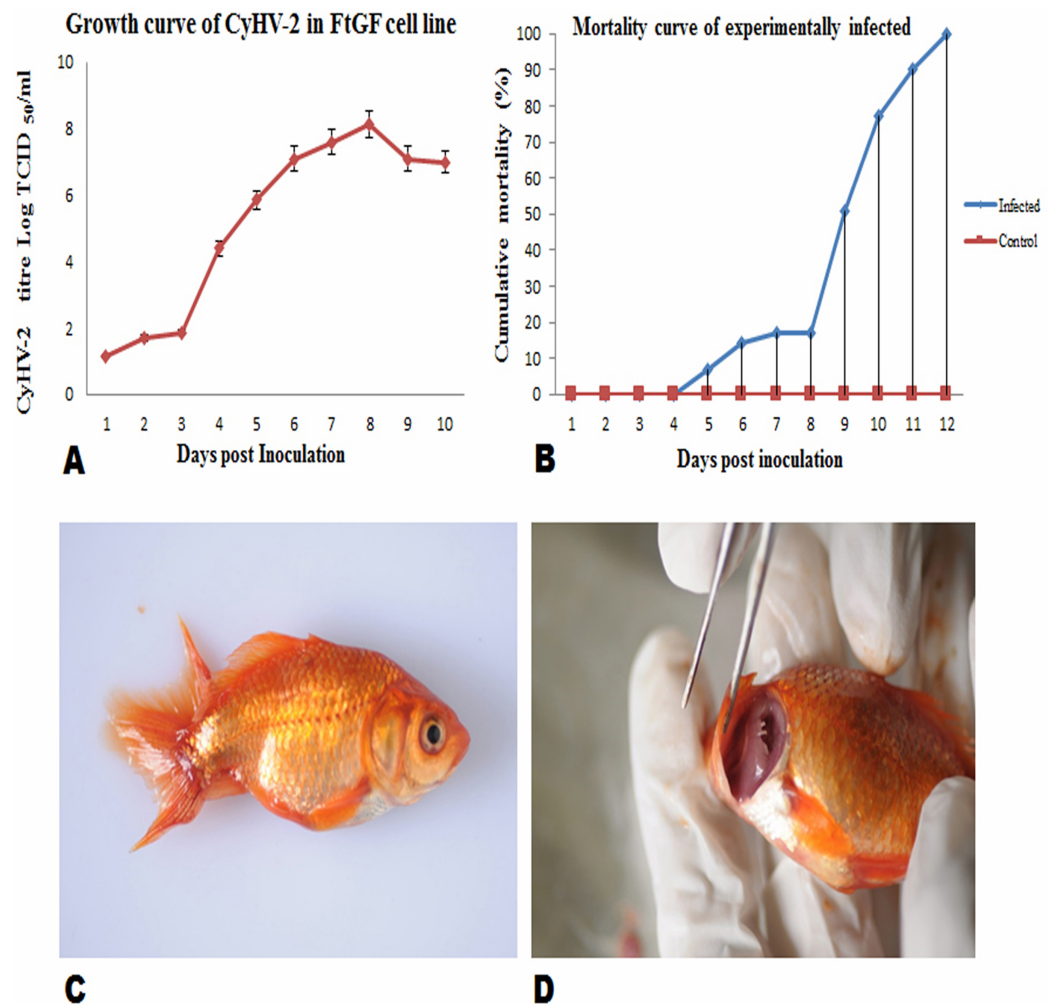 Growth curve of CyHV-2 in FtGF cell line
CyHV-2 titre Log TCID 50/ml
10
8
6
4
2
0
1 2 3 4 5 6 7 8 9 10
Days post Inoculation
A
Mortality curve of experimentally infected
Cumulative mortality (%)
100
90
80
70
60
50
40
30
20
10
0
1 2 3 4 5 6 7 8 9 10 11 12
Days post inoculation
Infected
Control
B
C
D